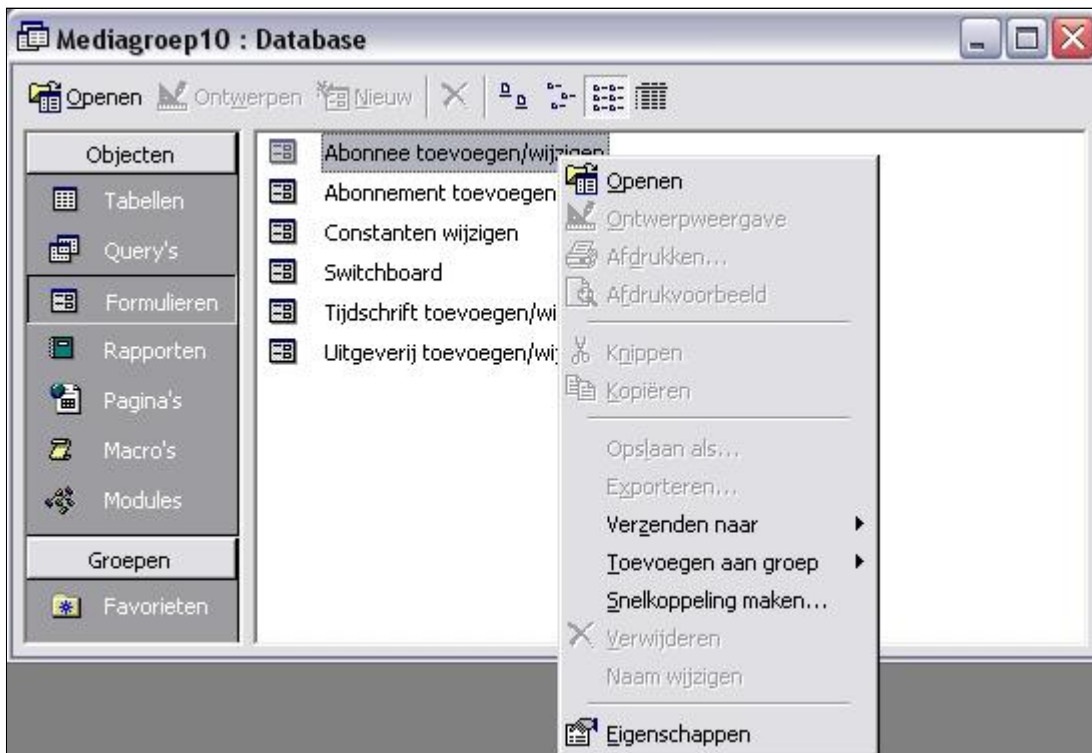 Mediagroep10 : Database
Openen Ontwerpen Nieuw
Objecten
Tabellen
Query's
Formulieren
Rapporten
Pagina's
Macro's
Modules
Groepen
Favorieten
Abonnee toevoegen/wijzigen
Abonnement toevoegen
Constanten wijzigen
Switchboard
Tijdschrift toevoegen/wi
Uitgeverij toevoegen/wij
Openen
Ontwerpweergave
Afdrukken...
Afdrukvoorbeeld
Knippen
Kopiëren
Opslaan als...
Exporteren...
Verzenden naar
Toevoegen aan groep
Snelkoppeling maken...
Verwijderen
Naam wijzigen
Eigenschappen